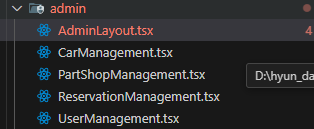 admin
AdminLayout.tsx 4
CarManagement.tsx
PartShopManagement.tsx
D:\hyun_da
ReservationManagement.tsx
UserManagement.tsx